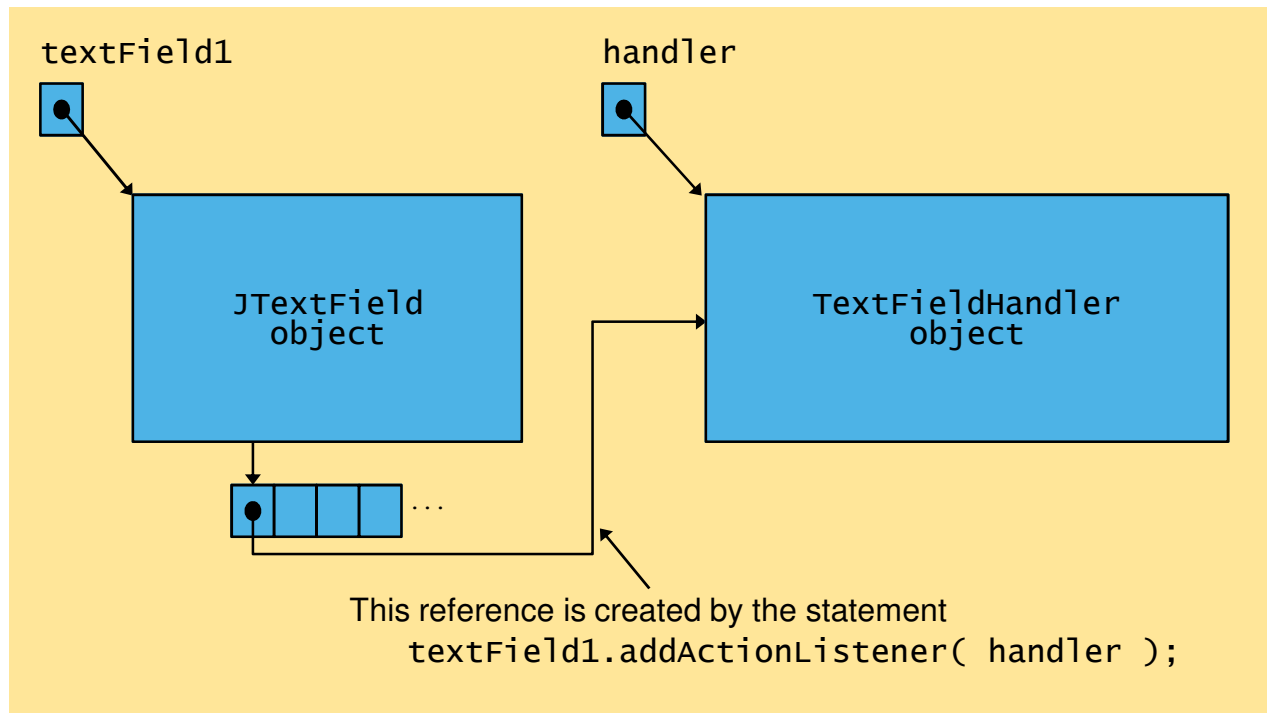 textField1
handler
JTextField
object
TextFieldHandler
object
...
This reference is created by the statement
textField1.addActionListener( handler );